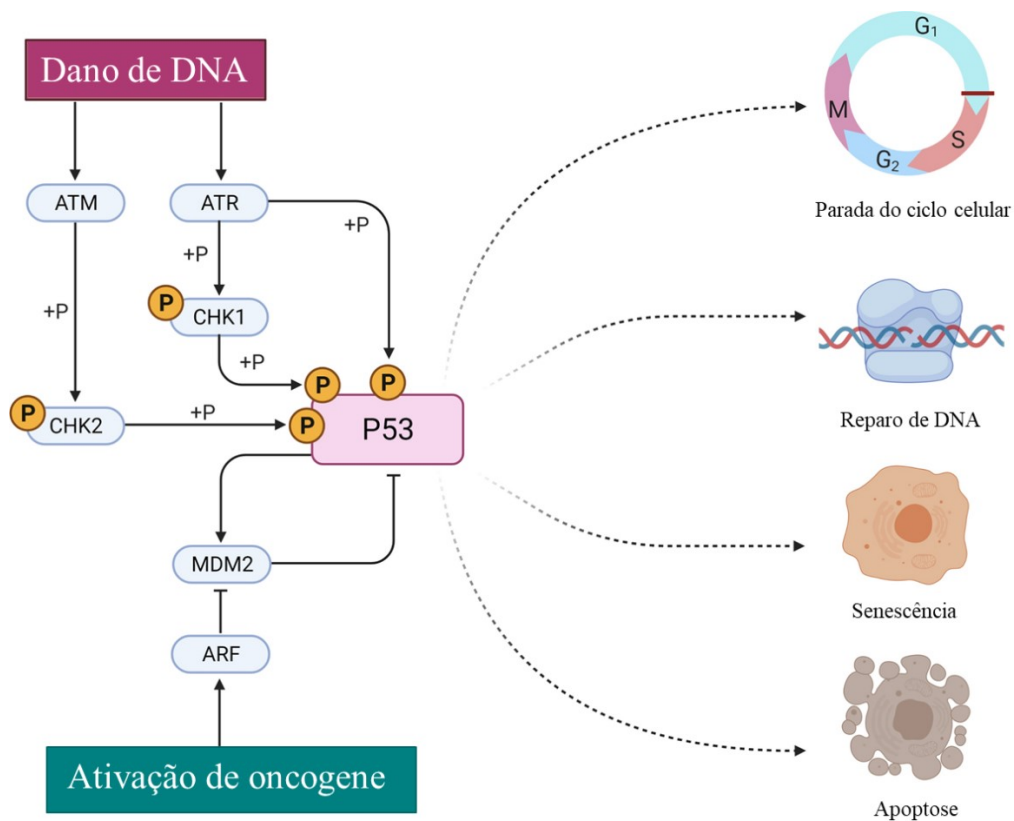 Dano de DNA
ATM
ATR
+P
+P
+P
P
CHK1
+P
P
P
P
CHK2
+P
P
P53
MDM2
ARF
Ativação de oncogene
G₁
M
S
G₂
Parada do ciclo celular
Reparo de DNA
Senescência
Apoptose